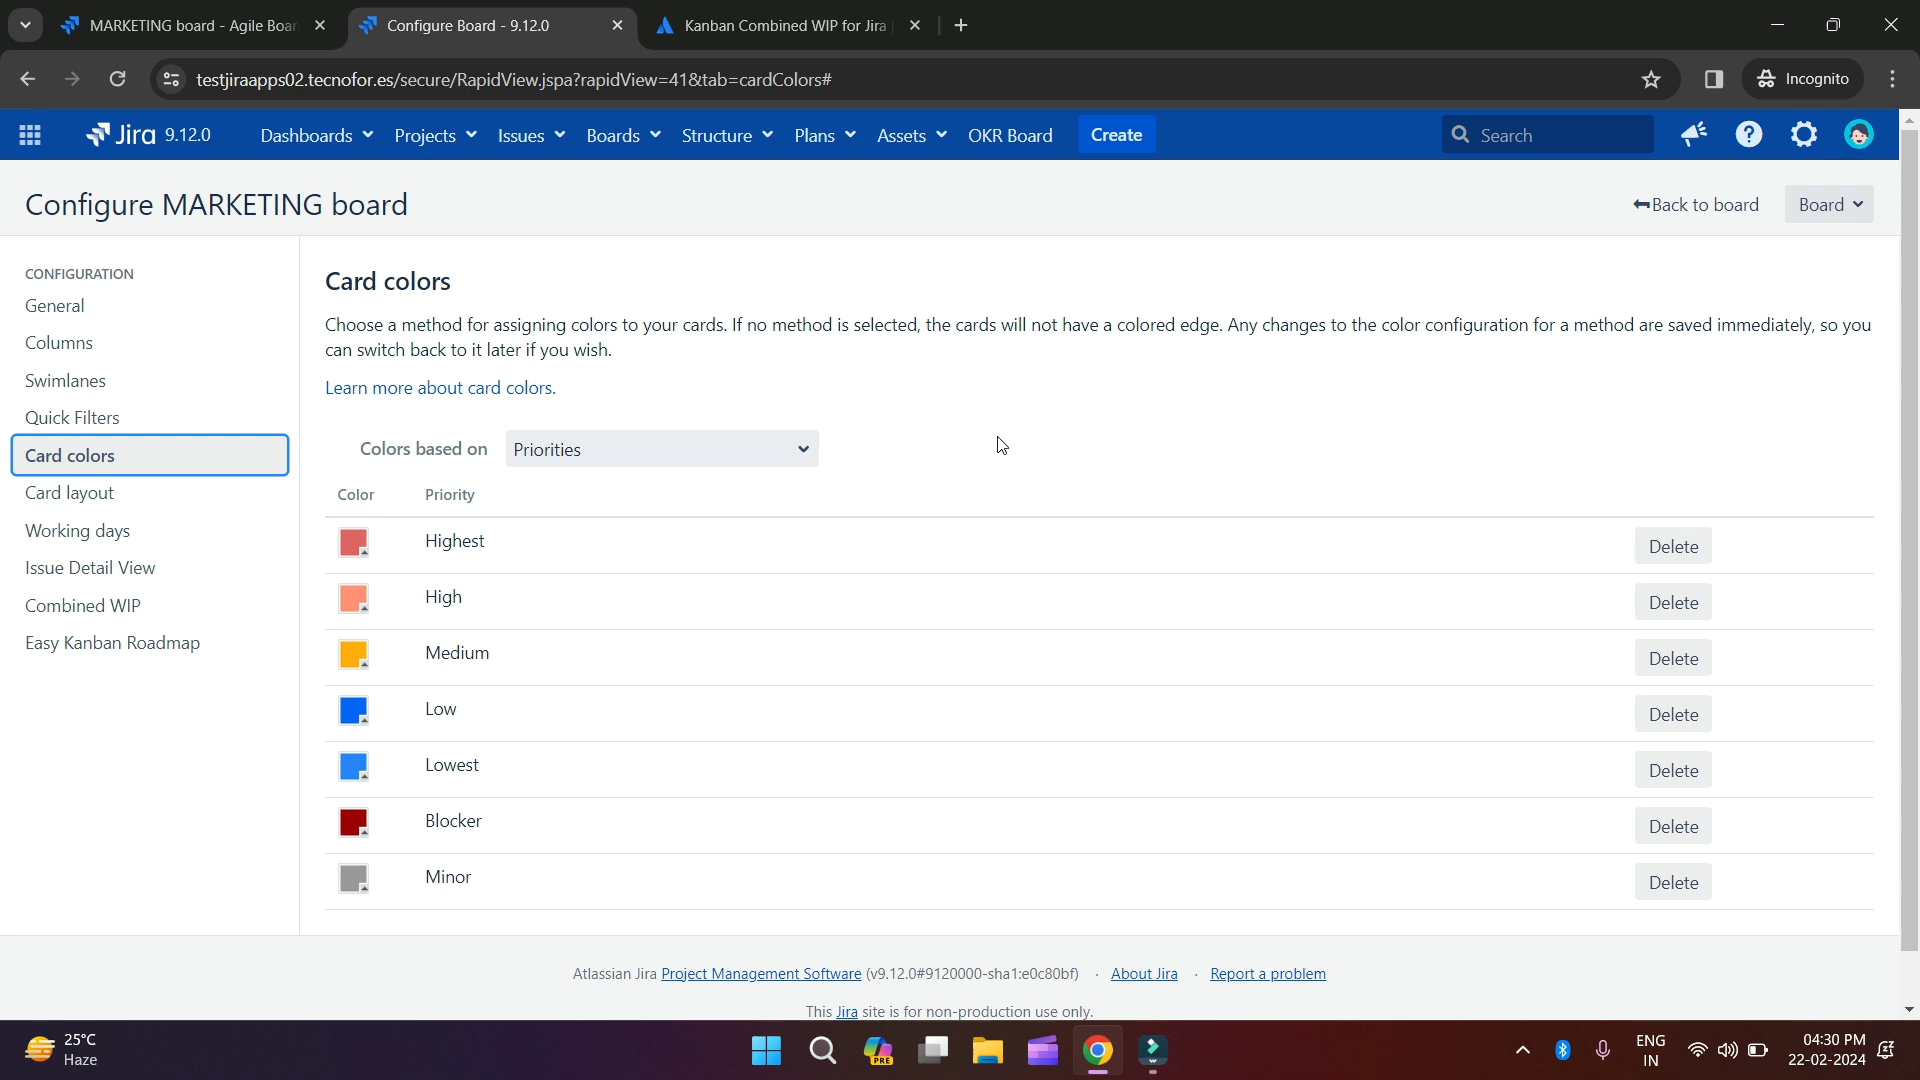 MARKETING board - Agile Boar
Configure Board - 9.12.0
Kanban Combined WIP for Jira
testjiraapps02.tecnofor.es/secure/RapidView.jspa?rapidView=41&tab=cardColors#
Incognito
Jira 9.12.0
Dashboards
Projects
Issues
Boards
Structure
Plans
Assets
OKR Board
Create
Search
Configure MARKETING board
Back to board
Board
CONFIGURATION
General
Columns
Swimlanes
Quick Filters
Card colors
Card layout
Working days
Issue Detail View
Combined WIP
Easy Kanban Roadmap
Card colors
Choose a method for assigning colors to your cards. If no method is selected, the cards will not have a colored edge. Any changes to the color configuration for a method are saved immediately, so you
can switch back to it later if you wish.
Learn more about card colors.
Colors based on Priorities
Color Priority
Highest Delete
High Delete
Medium Delete
Low Delete
Lowest Delete
Blocker Delete
Minor Delete
Atlassian Jira Project Management Software (v9.12.0#9120000-sha1:e0c80bf) · About Jira · Report a problem
This Jira site is for non-production use only.
25°C
Haze
PRE
ENG
IN
04:30 PM
22-02-2024